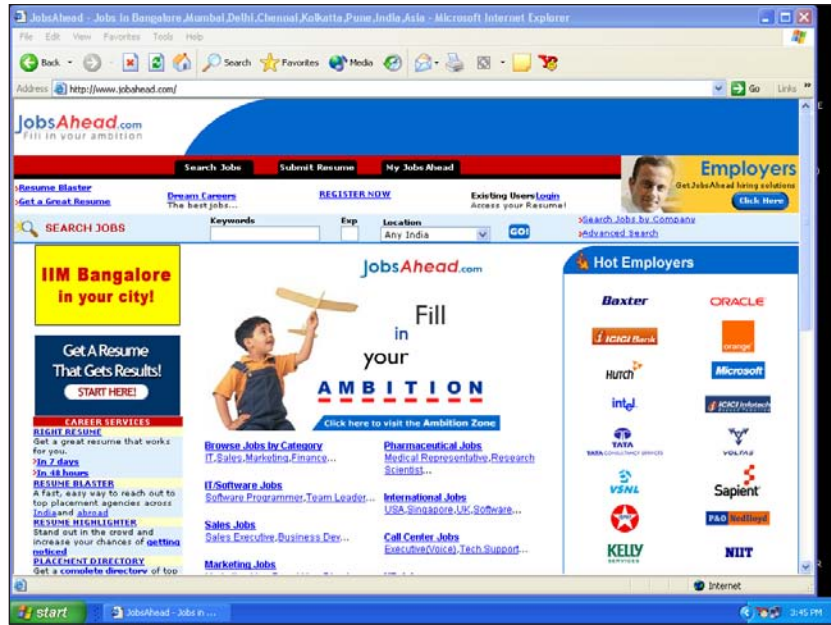 JobsAhead - Jobs In Bangalore,Mumbai,Delhi,Chennai,Kolkatta,Pune,India,Asia - Microsoft Internet Explorer
File Edit View Favorites Tools Help
Back Search Favorites Media
Address http://www.jobsahead.com/ Go Links »
JobsAhead.com
Fill in your ambition
Search Jobs Submit Resume My JobsAhead
Employers
Get JobsAhead hiring solutions
Click Here
Resume Blaster
Get a Great Resume
Dream Careers
The best jobs...
REGISTER NOW
Existing Users Login
Access your Resume!
SEARCH JOBS
Keywords Exp Location
Any India GO!
Search Jobs by Company
Advanced Search
IIM Bangalore
in your city!
Get A Resume
That Gets Results!
START HERE!
CAREER SERVICES
RIGHT RESUME
Get a great resume that works
for you.
In 7 days
In 48 hours
RESUME BLASTER
A fast, easy way to reach out to
top placement agencies across
Indiaand abroad
RESUME HIGHLIGHTER
Stand out in the crowd and
increase your chances of getting
noticed
PLACEMENT DIRECTORY
Get a complete directory of top
JobsAhead.com
Fill
in
your
AMBITION
Click here to visit the Ambition Zone
Browse Jobs by Category
IT,Sales,Marketing,Finance...
IT/Software Jobs
Software Programmer,Team Leader...
Sales Jobs
Sales Executive,Business Dev...
Marketing Jobs
Pharmaceutical Jobs
Medical Representative,Research
Scientist...
International Jobs
USA,Singapore,UK,Software...
Call Center Jobs
Executive(Voice),Tech.Support...
Hot Employers
Baxter ORACLE
ICICI Bank orange
HUTCH Microsoft
intel ICICI Infotech
TATA VOLTAS
TATA CONSULTANCY SERVICES
VSNL Sapient
P&O Nedlloyd
KELLY NIIT
SERVICES
Internet
start JobsAhead - Jobs in ... 3:45 PM